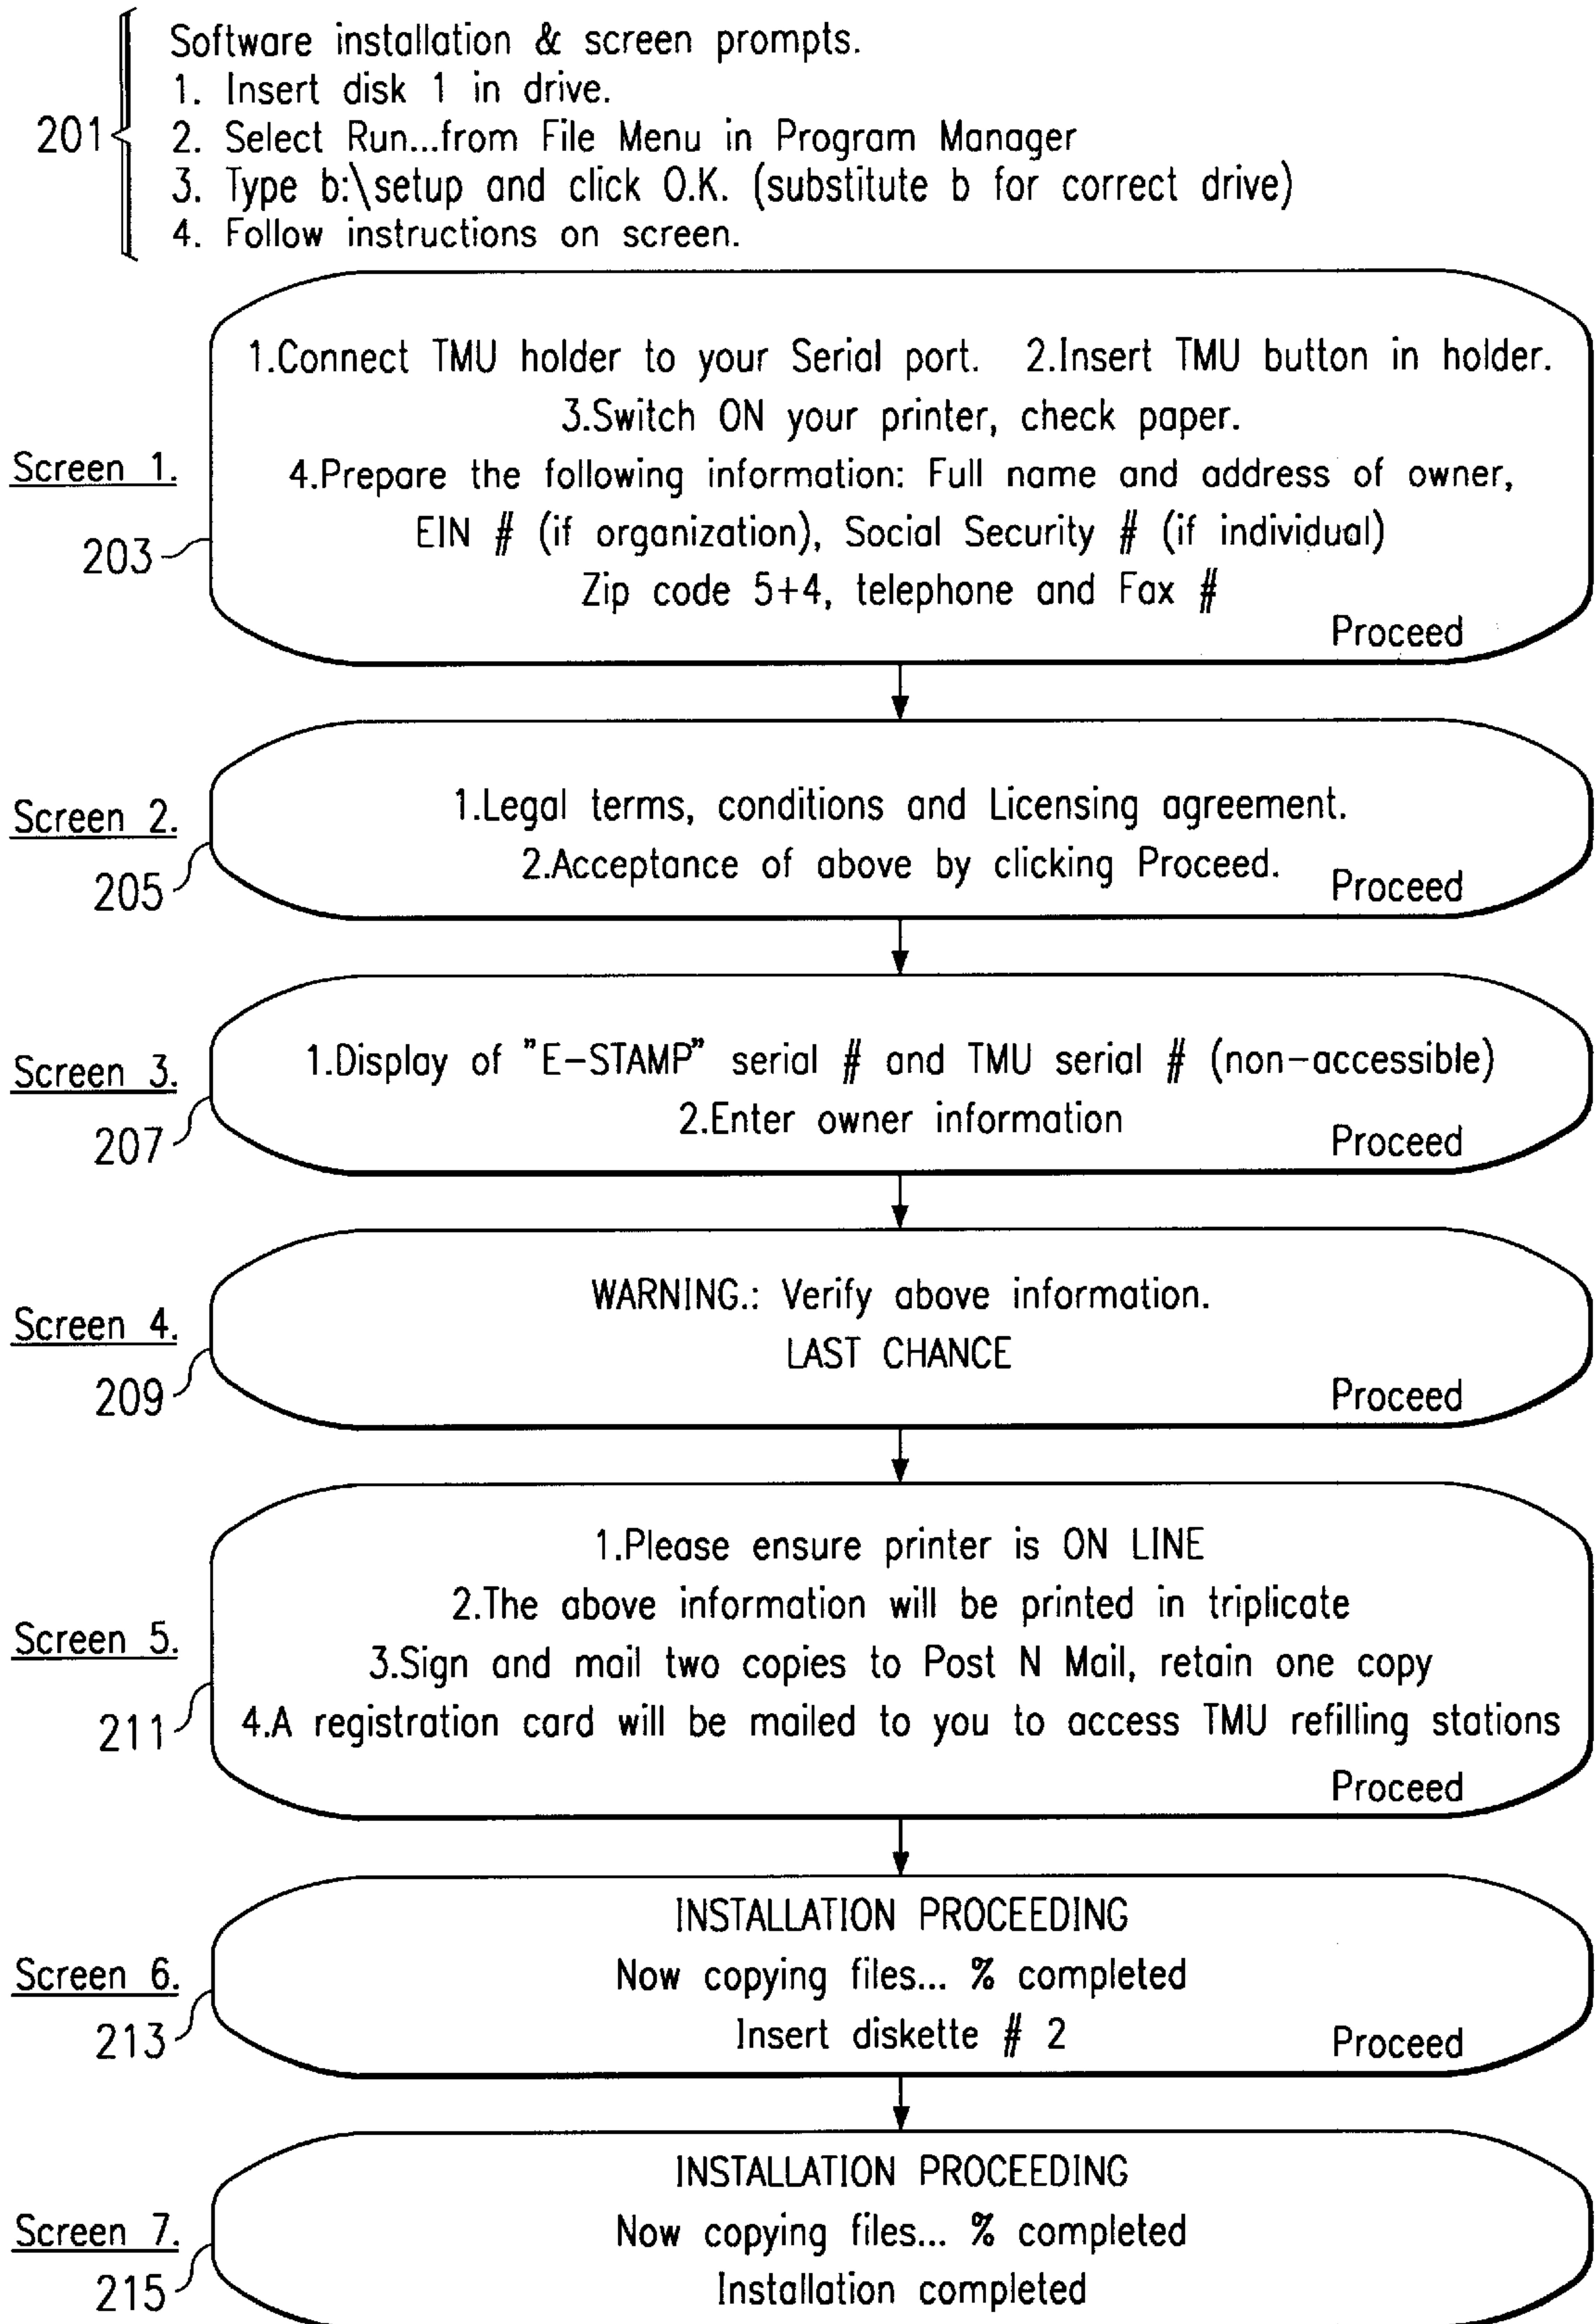 Software installation & screen prompts.
1. Insert disk 1 in drive.
201
2. Select Run...from File Menu in Program Manager
3. Type b:\setup and click O.K. (substitute b for correct drive)
4. Follow instructions on screen.
1.Connect TMU holder to your Serial port. 2.Insert TMU button in holder.
3.Switch ON your printer, check paper.
Screen 1.
4.Prepare the following information: Full name and address of owner,
EIN # (if organization), Social Security # (if individual)
203
Zip code 5+4, telephone and Fax #
Proceed
Screen 2.
1.Legal terms, conditions and Licensing agreement.
2.Acceptance of above by clicking Proceed.
Proceed
205
Screen 3.
1.Display of "E-STAMP" serial # and TMU serial # (non-accessible)
2.Enter owner information
Proceed
207
Screen 4.
WARNING.: Verify above information.
LAST CHANCE
Proceed
209
1.Please ensure printer is ON LINE
2.The above information will be printed in triplicate
Screen 5.
3.Sign and mail two copies to Post N Mail, retain one copy
4.A registration card will be mailed to you to access TMU refilling stations
211
Proceed
INSTALLATION PROCEEDING
Screen 6.
Now copying files... % completed
Insert diskette # 2
Proceed
213
INSTALLATION PROCEEDING
Screen 7.
Now copying files... % completed
Installation completed
215